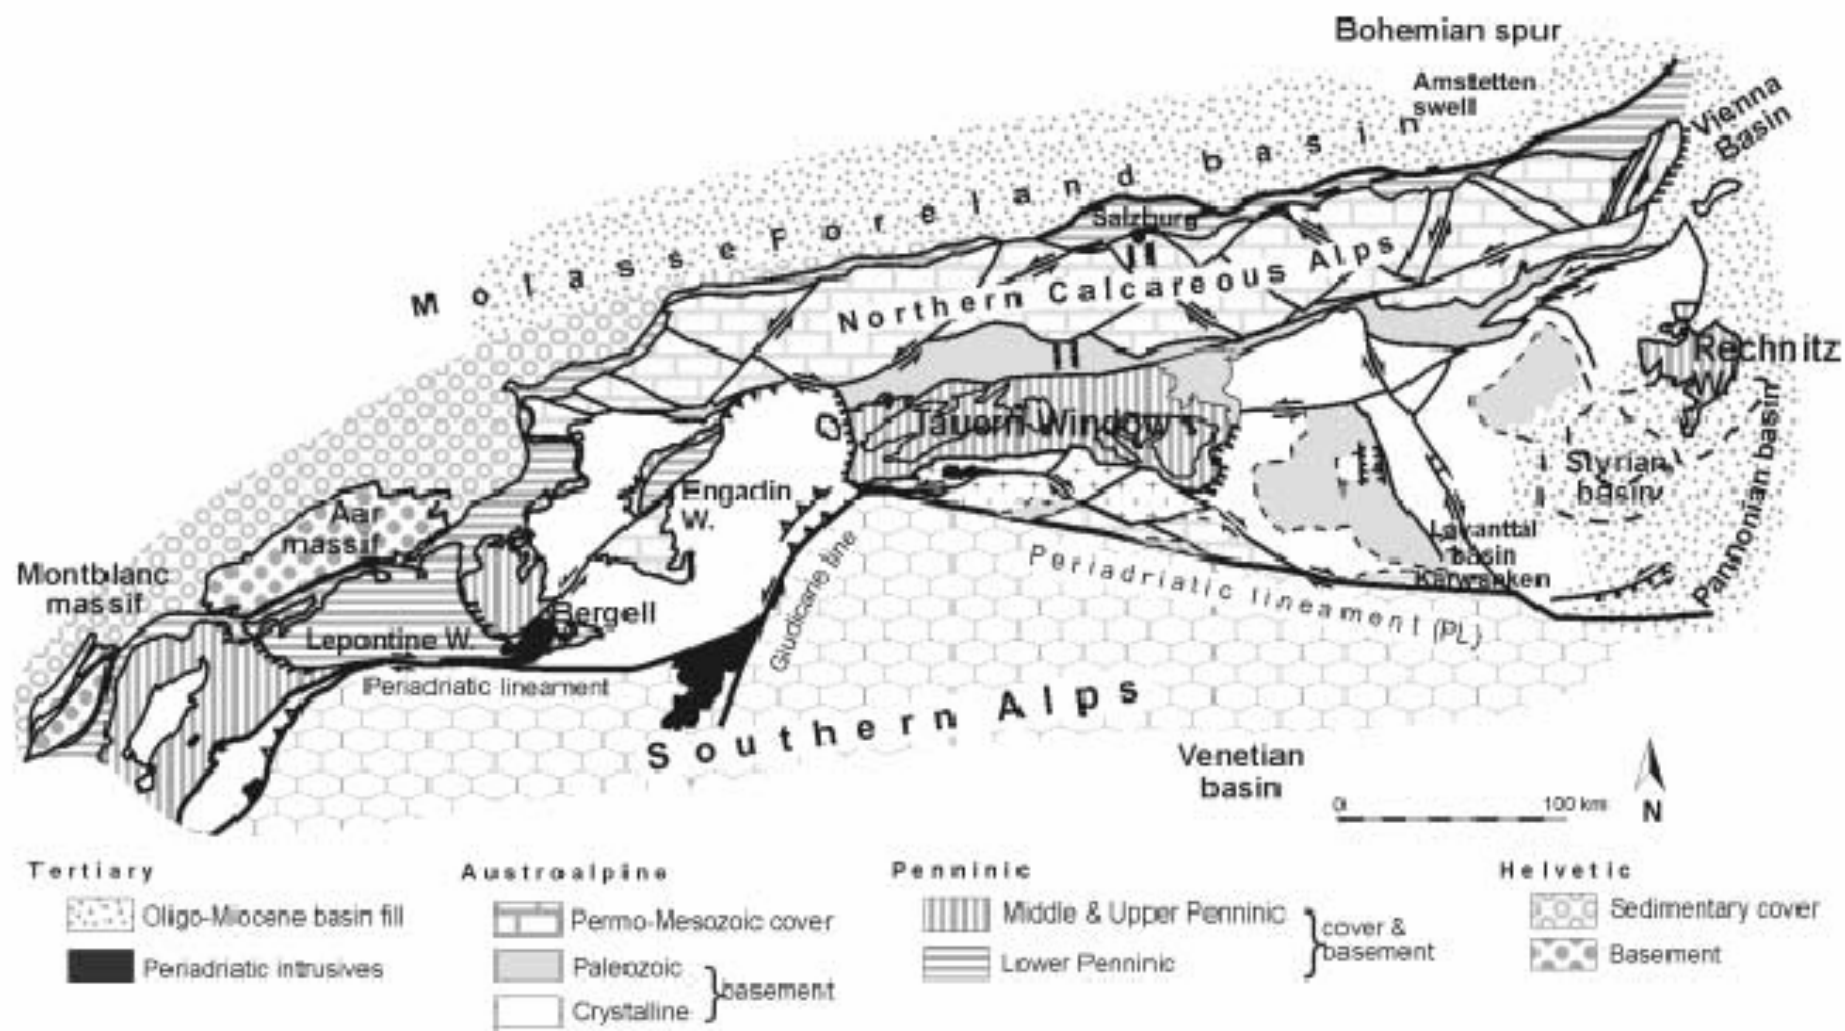 Bohemian spur
Amstetten
swell
Vienna
Basin
Molasse Foreland basin
Salzburg
Northern Calcareous Alps
Rechnitz
Tauern Window
Engadin
W.
Styrian
basin
Pannonian basin
Aar
massif
Montblanc
massif
Lavanttal
basin
Karwanken
Giudicarie line
Periadriatic lineament (PL)
Bergell
Lepontine W.
Periadriatic lineament
Southern Alps
Venetian
basin
0 100 km
N
Tertiary
Oligo-Miocene basin fill
Periadriatic intrusives
Austroalpine
Permo-Mesozoic cover
Paleozoic
Crystalline
basement
Penninic
Middle & Upper Penninic
Lower Penninic
cover &
basement
Helvetic
Sedimentary cover
Basement